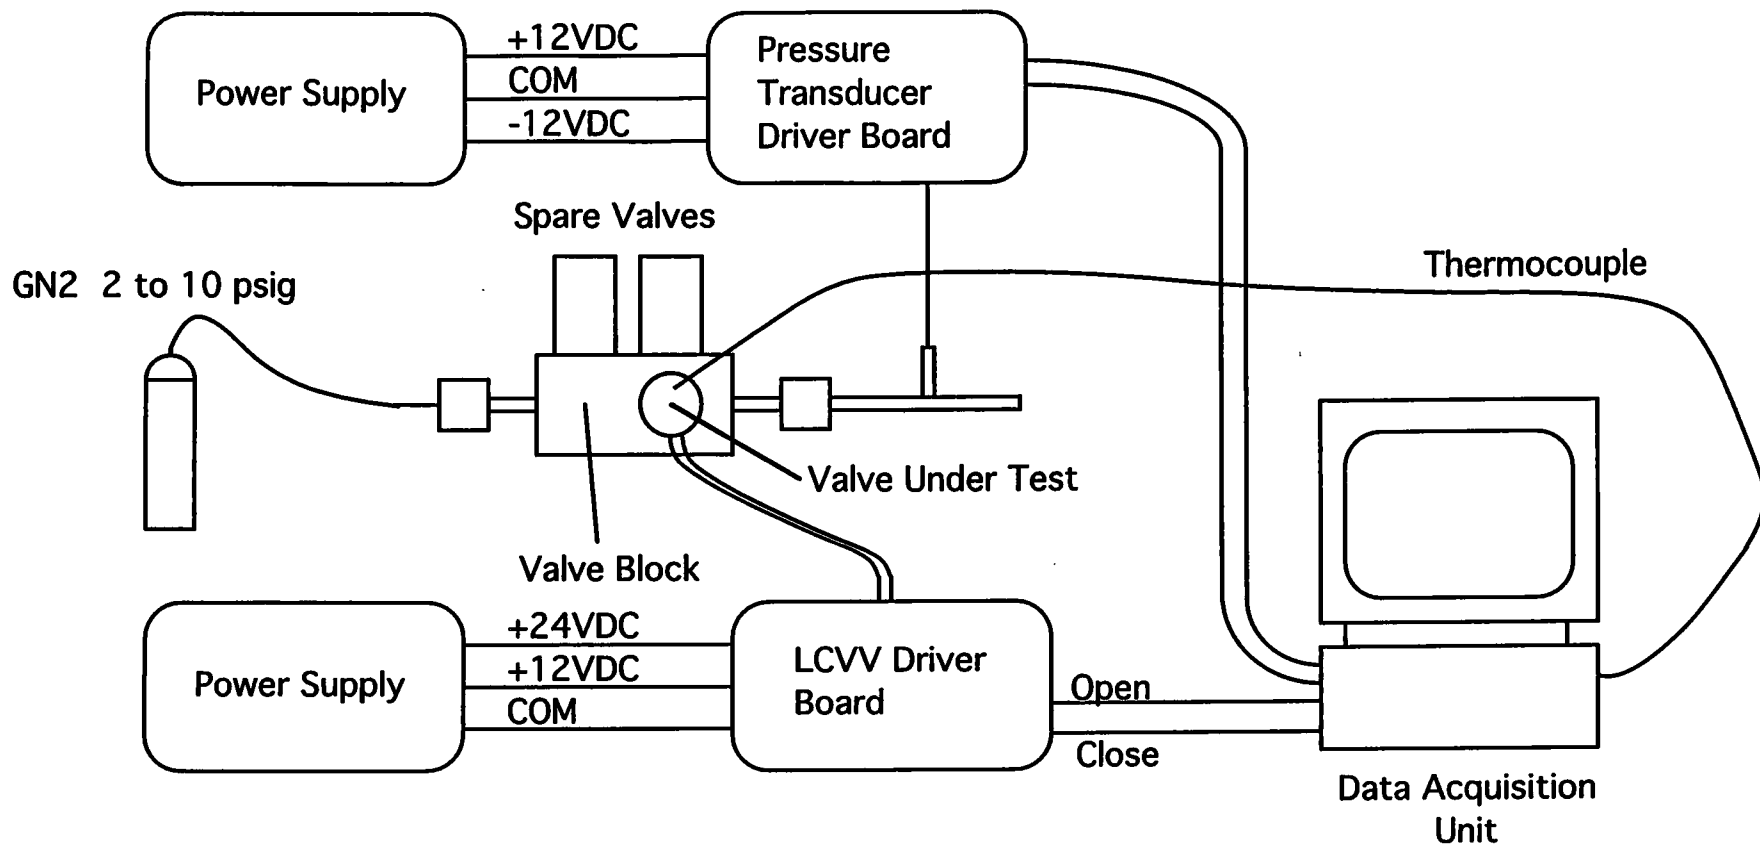 +12VDC
COM
-12VDC
Power Supply
Pressure
Transducer
Driver Board
Spare Valves
GN2  2 to 10 psig
Thermocouple
Valve Under Test
Valve Block
+24VDC
+12VDC
COM
Power Supply
LCVV Driver
Board
Open
Close
Data Acquisition
Unit